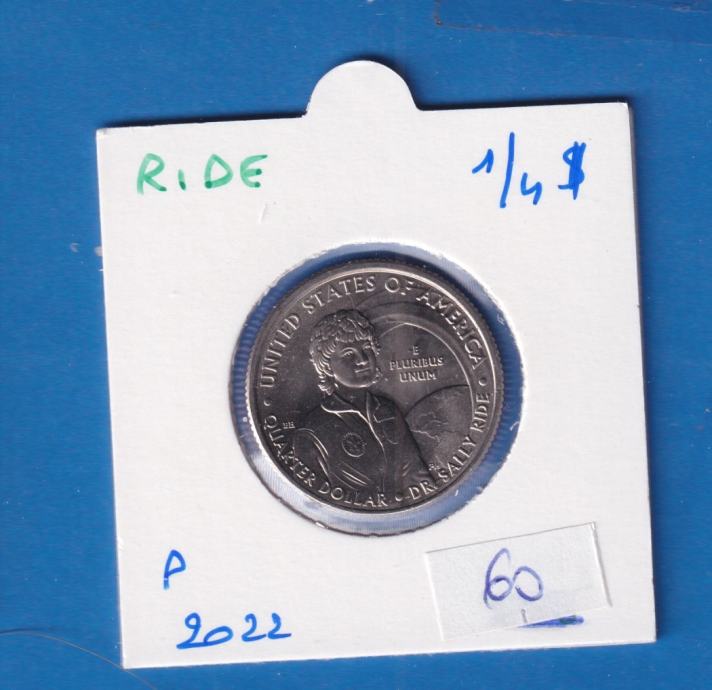 RIDE
1/4 $
UNITED STATES OF AMERICA
E
PLURIBUS
UNUM
QUARTER DOLLAR • DR. SALLY RIDE
P
2022
60